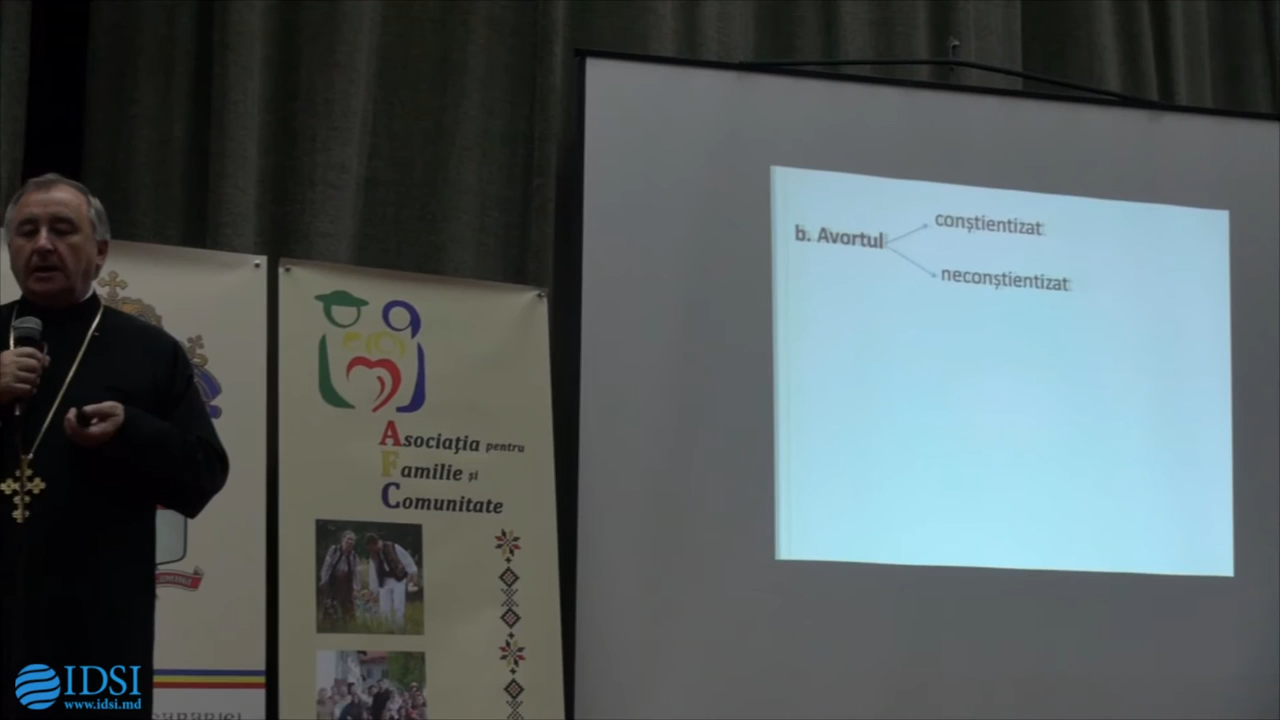 b. Avortul
conștientizat
neconștientizat
Asociația pentru
Familie și
Comunitate
IDSI
www.idsi.md